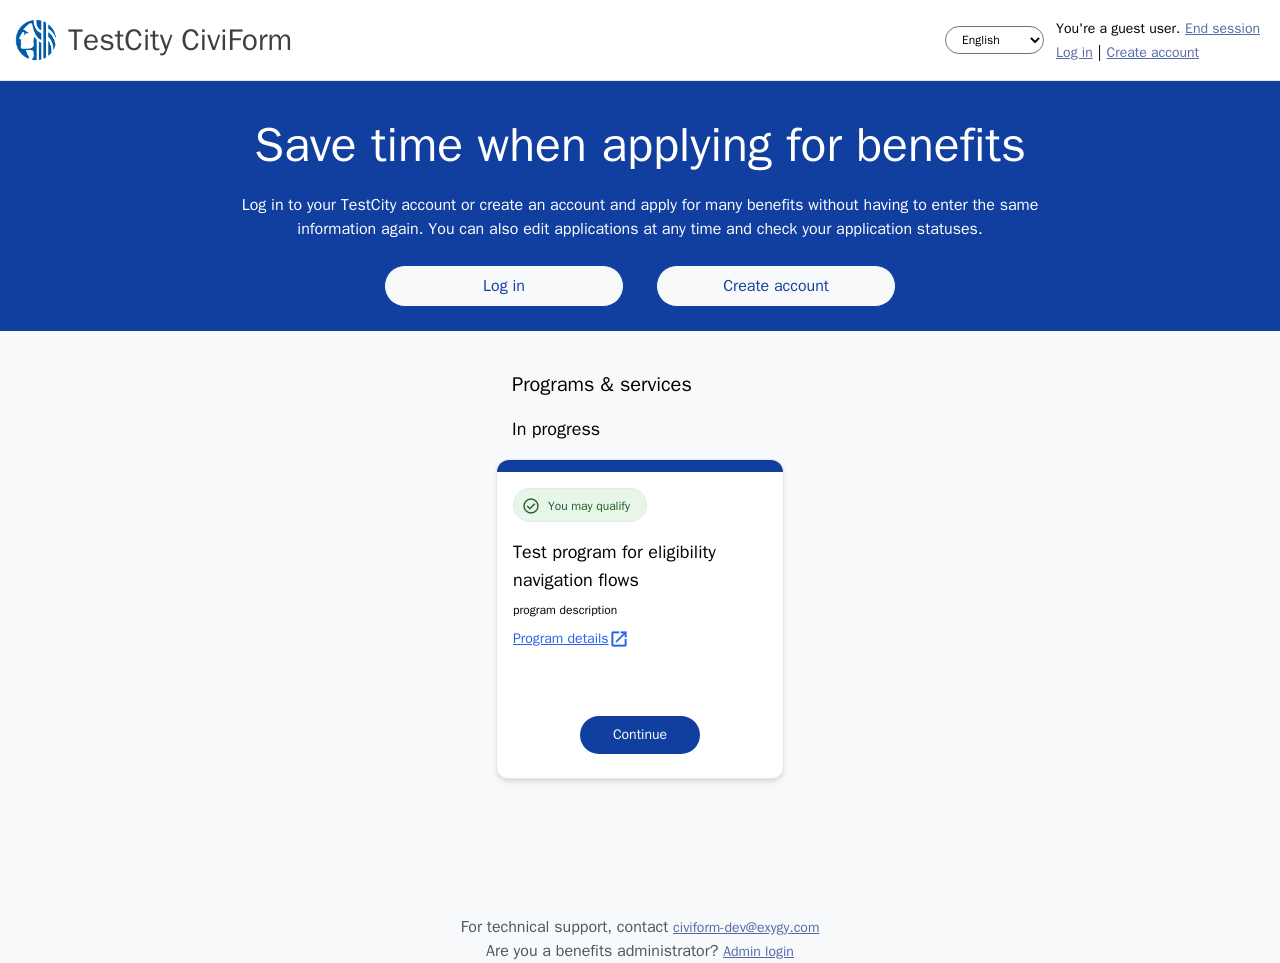 TestCity CiviForm
English
You're a guest user. End session
Log in | Create account
Save time when applying for benefits
Log in to your TestCity account or create an account and apply for many benefits without having to enter the same
information again. You can also edit applications at any time and check your application statuses.
Log in
Create account
Programs & services
In progress
You may qualify
Test program for eligibility
navigation flows
program description
Program details
Continue
For technical support, contact civiform-dev@exygy.com
Are you a benefits administrator? Admin login